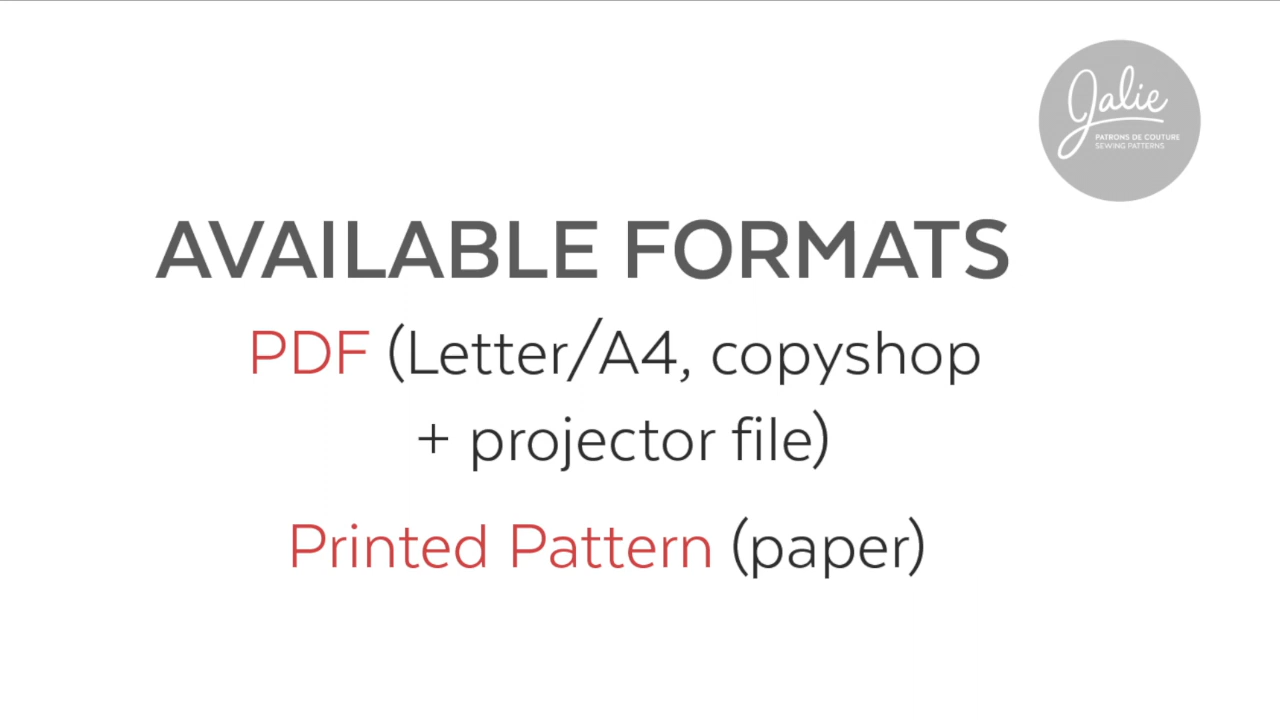 Jalie
PATRONS DE COUTURE
SEWING PATTERNS
AVAILABLE FORMATS
PDF (Letter/A4, copyshop
+ projector file)
Printed Pattern (paper)